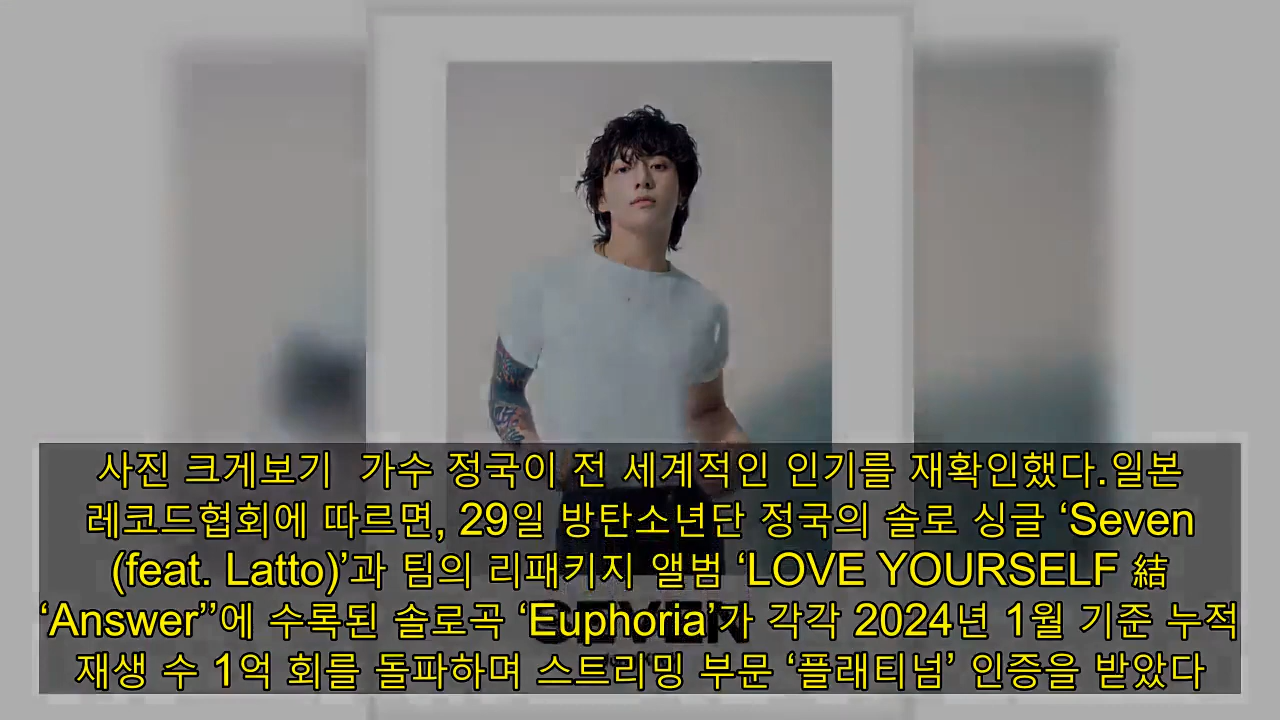 사진 크게보기 가수 정국이 전 세계적인 인기를 재확인했다.일본
레코드협회에 따르면, 29일 방탄소년단 정국의 솔로 싱글 ‘Seven
(feat. Latto)’과 팀의 리패키지 앨범 ‘LOVE YOURSELF 結
‘Answer’’에 수록된 솔로곡 ‘Euphoria’가 각각 2024년 1월 기준 누적
재생 수 1억 회를 돌파하며 스트리밍 부문 ‘플래티넘’ 인증을 받았다
SEVEN